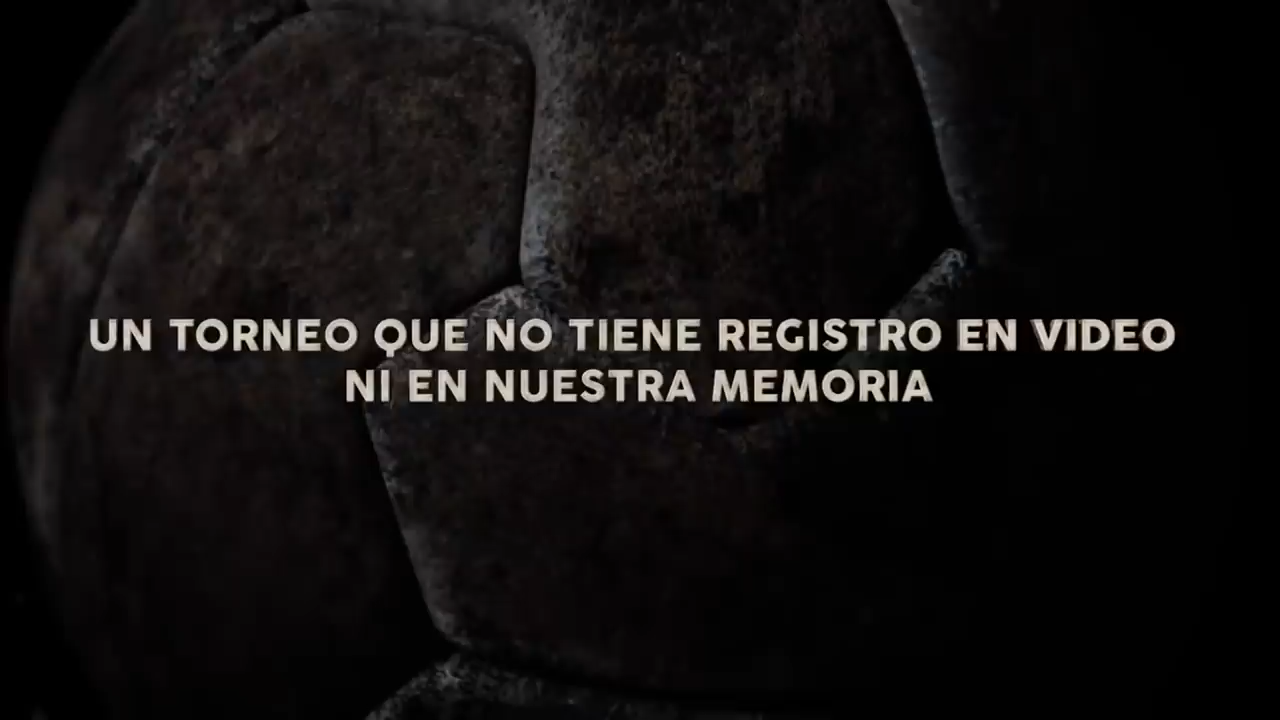 UN TORNEO QUE NO TIENE REGISTRO EN VIDEO
NI EN NUESTRA MEMORIA